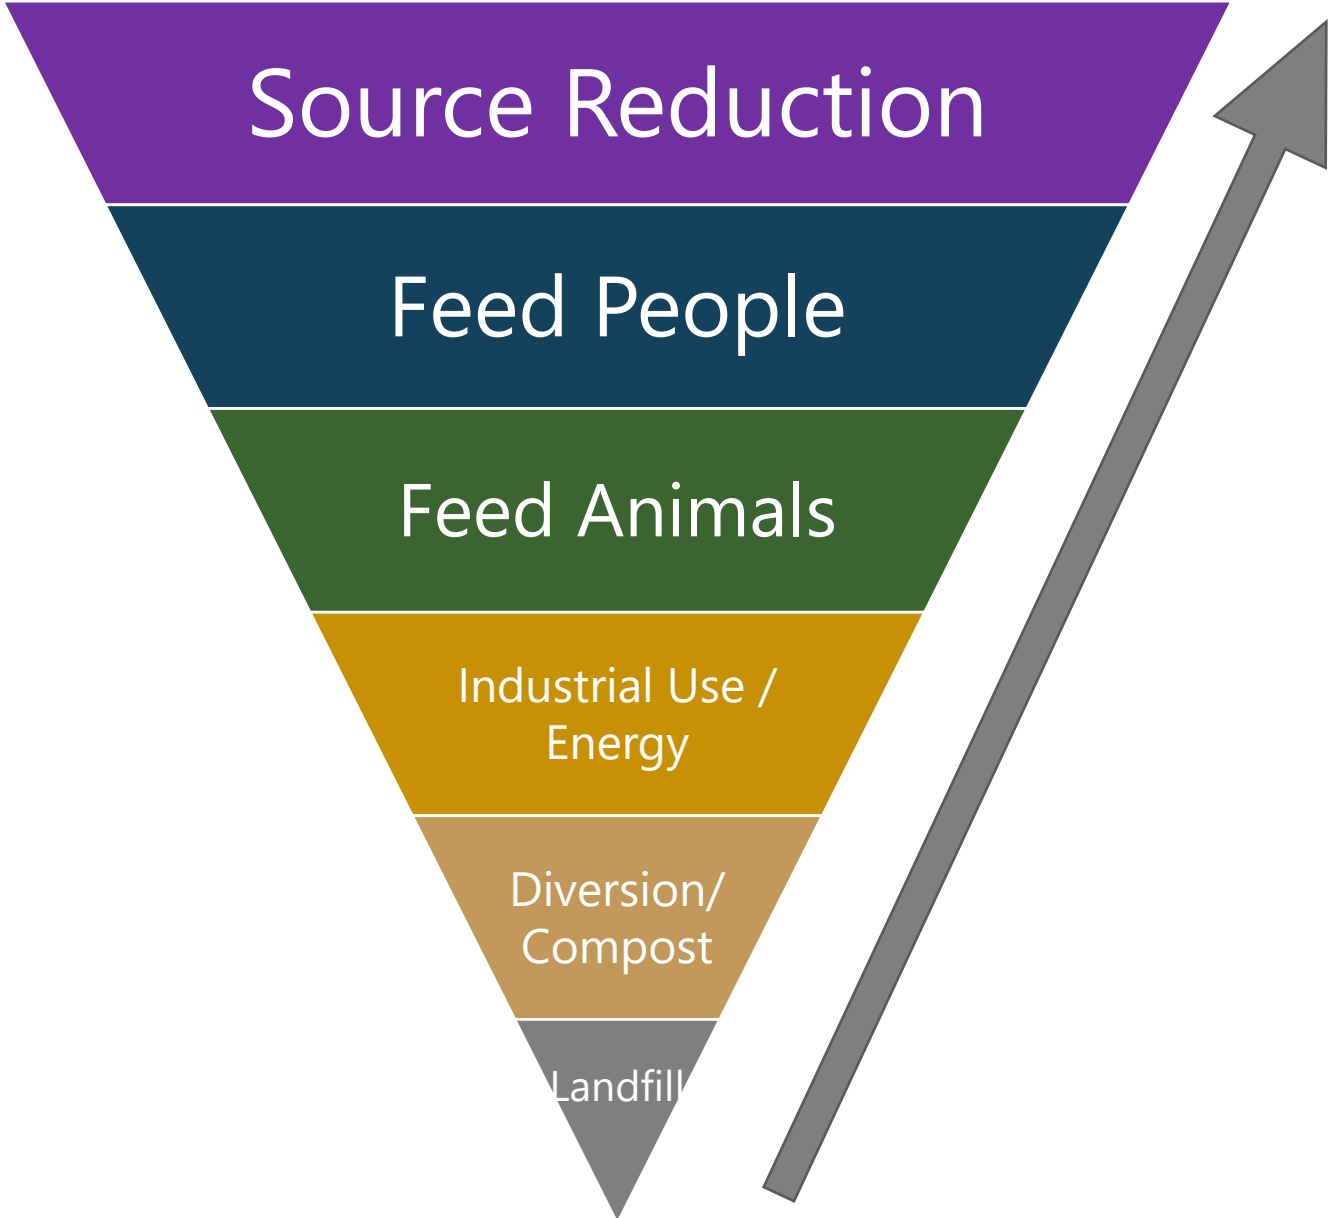 Source Reduction
Feed People
Feed Animals
Industrial Use /
Energy
Diversion/
Compost
Landfill